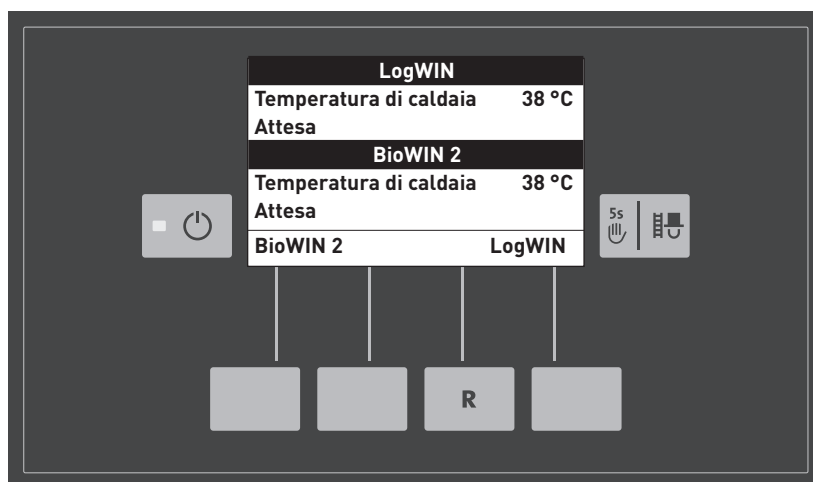 LogWIN
Temperatura di caldaia 38 °C
Attesa
BioWIN 2
Temperatura di caldaia 38 °C
Attesa
BioWIN 2 LogWIN
5s
R